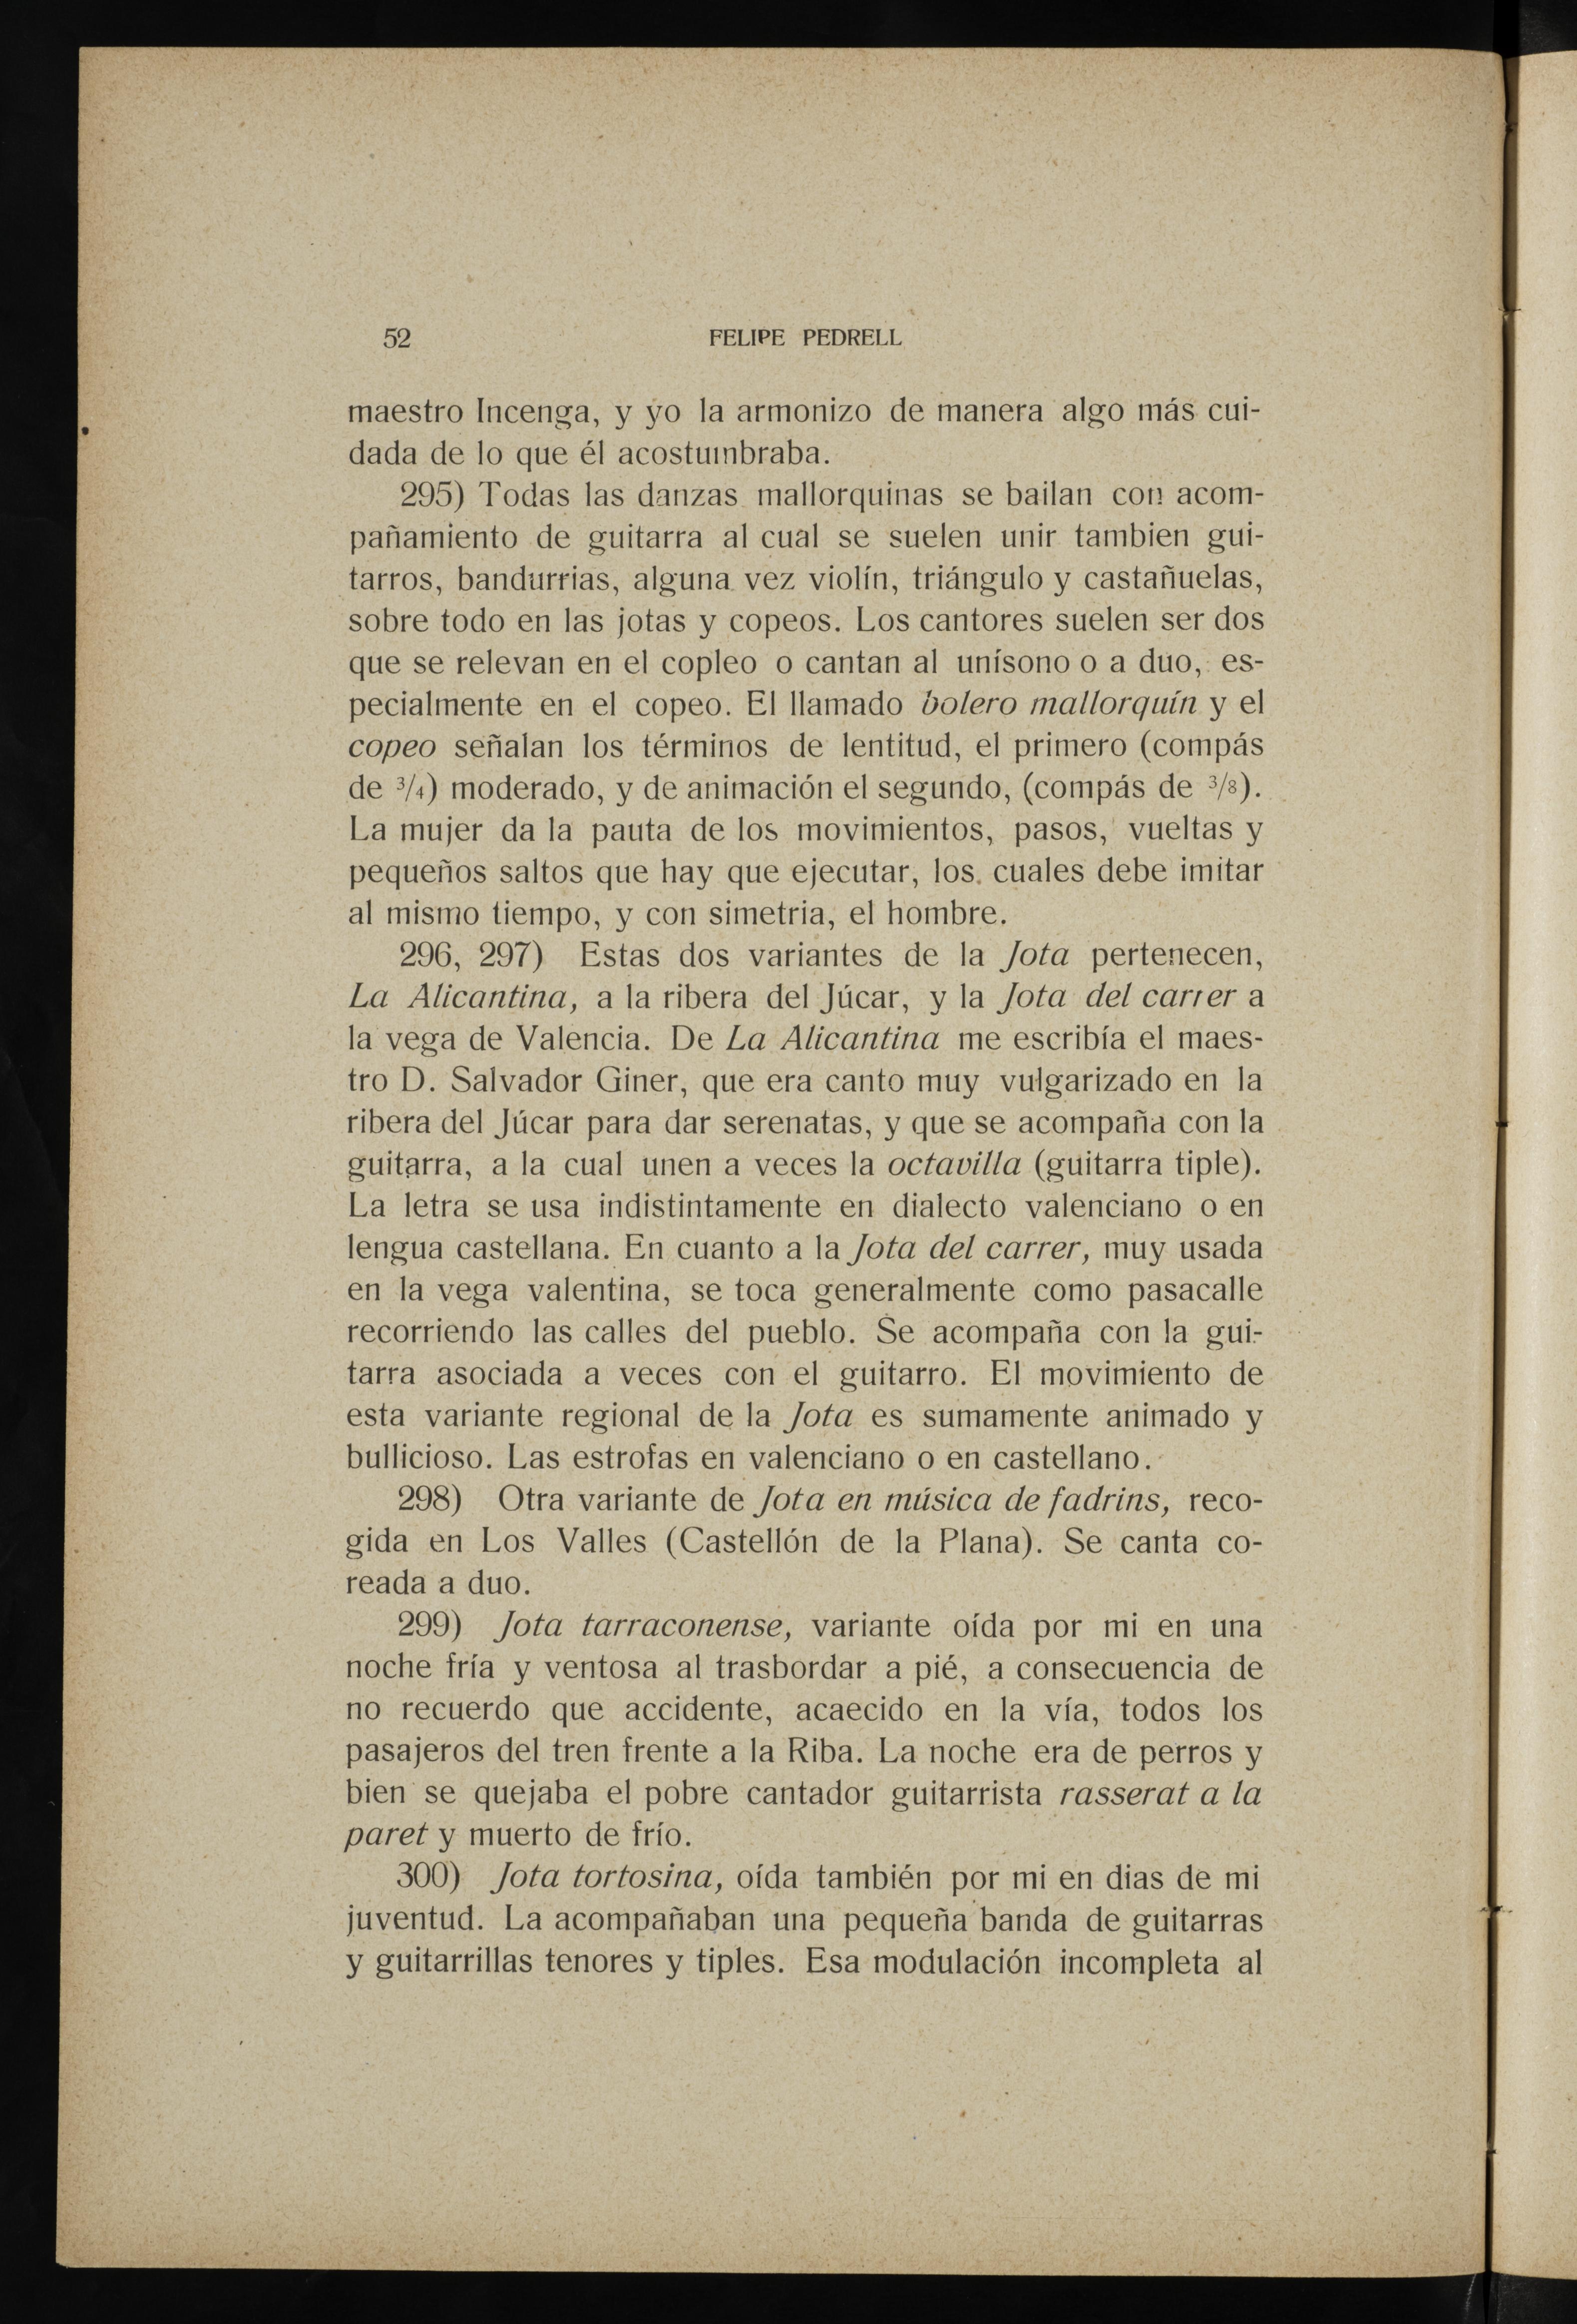 52 FELIPE PEDRELL
maestro Incenga, y yo la armonizo de manera algo más cui-
dada de lo que él acostumbraba.
295) Todas las danzas mallorquinas se bailan con acom-
pañamiento de guitarra al cual se suelen unir tambien gui-
tarros, bandurrias, alguna vez violín, triángulo y castañuelas,
sobre todo en las jotas y copeos. Los cantores suelen ser dos
que se relevan en el copleo o cantan al unísono o a duo, es-
pecialmente en el copeo. El llamado bolero mallorquín y el
copeo señalan los términos de lentitud, el primero (compás
de 3/4) moderado, y de animación el segundo, (compás de 3/8).
La mujer da la pauta de los movimientos, pasos, vueltas y
pequeños saltos que hay que ejecutar, los cuales debe imitar
al mismo tiempo, y con simetria, el hombre.
296, 297) Estas dos variantes de la Jota pertenecen,
La Alicantina, a la ribera del Júcar, y la Jota del carrer a
la vega de Valencia. De La Alicantina me escribía el maes-
tro D. Salvador Giner, que era canto muy vulgarizado en la
ribera del Júcar para dar serenatas, y que se acompaña con la
guitarra, a la cual unen a veces la octavilla (guitarra tiple).
La letra se usa indistintamente en dialecto valenciano o en
lengua castellana. En cuanto a la Jota del carrer, muy usada
en la vega valentina, se toca generalmente como pasacalle
recorriendo las calles del pueblo. Se acompaña con la gui-
tarra asociada a veces con el guitarro. El movimiento de
esta variante regional de la Jota es sumamente animado y
bullicioso. Las estrofas en valenciano o en castellano.
298) Otra variante de Jota en música de fadrins, reco-
gida en Los Valles (Castellón de la Plana). Se canta co-
reada a duo.
299) Jota tarraconense, variante oída por mi en una
noche fría y ventosa al trasbordar a pié, a consecuencia de
no recuerdo que accidente, acaecido en la vía, todos los
pasajeros del tren frente a la Riba. La noche era de perros y
bien se quejaba el pobre cantador guitarrista rasserat a la
paret y muerto de frío.
300) Jota tortosina, oída también por mi en dias de mi
juventud. La acompañaban una pequeña banda de guitarras
y guitarrillas tenores y tiples. Esa modulación incompleta al